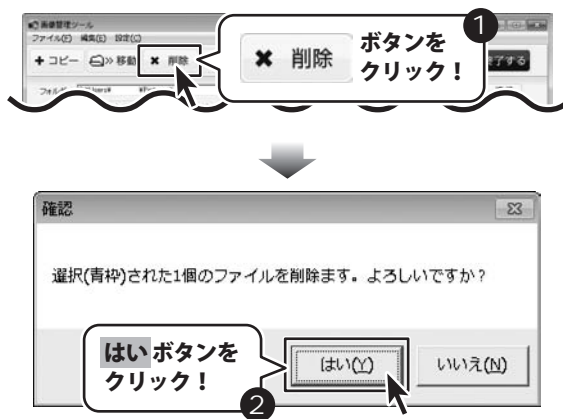 画像管理ツール
ファイル(F) 編集(E) 設定(C)
コピー 移動 ✖ 削除
✖ 削除
ボタンを
クリック！
1
了する
確認
選択(青枠)された1個のファイルを削除ます。よろしいですか？
はい ボタンを
クリック！
2
はい(Y) いいえ(N)